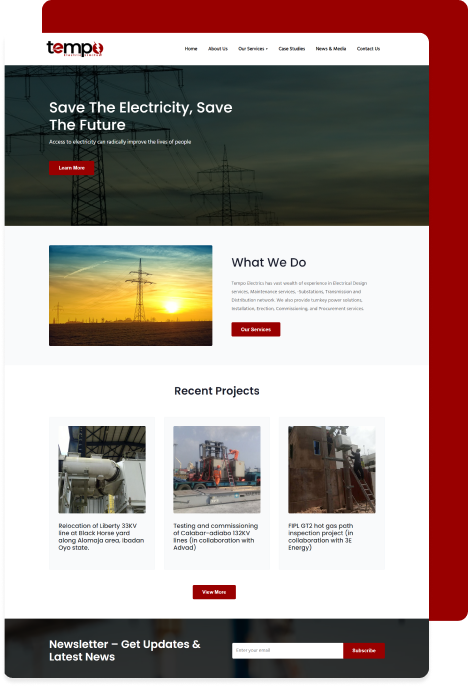 tempo
Home About Us Our Services Case Studies News & Media Contact Us
Save The Electricity, Save
The Future
Access to electricity can radically improve the lives of people
Learn More
What We Do
Tempo Electrics has vast wealth of experience in Electrical Design
services, Maintenance services, -Substations, Transmission and
Distribution network. We also provide turnkey power solutions,
Installation, Erection, Commissioning, and Procurement services.
Our Services
Recent Projects
Relocation of Liberty 33KV
line at Black Horse yard
along Alomaja area, Ibadan
Oyo state.
Testing and commissioning
of Calabar-adiabo 132KV
lines (in collaboration with
Advad)
FIPL GT2 hot gas path
inspection project (in
collaboration with 3E
Energy)
View More
Newsletter – Get Updates &
Latest News
Enter your email
Subscribe